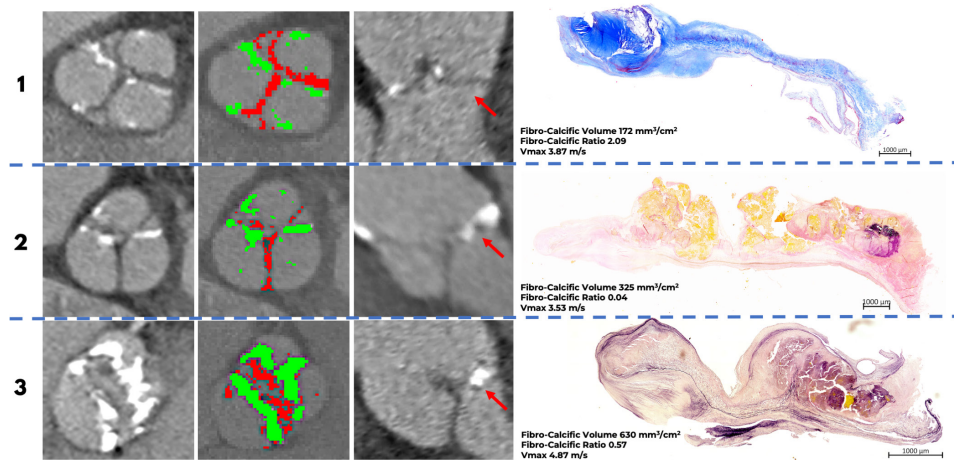 1
Fibro-Calcific Volume 172 mm³/cm²
Fibro-Calcific Ratio 2.09
Vmax 3.87 m/s
1000 µm
2
Fibro-Calcific Volume 325 mm³/cm²
Fibro-Calcific Ratio 0.04
Vmax 3.53 m/s
1000 µm
3
Fibro-Calcific Volume 630 mm³/cm²
Fibro-Calcific Ratio 0.57
Vmax 4.87 m/s
1000 µm